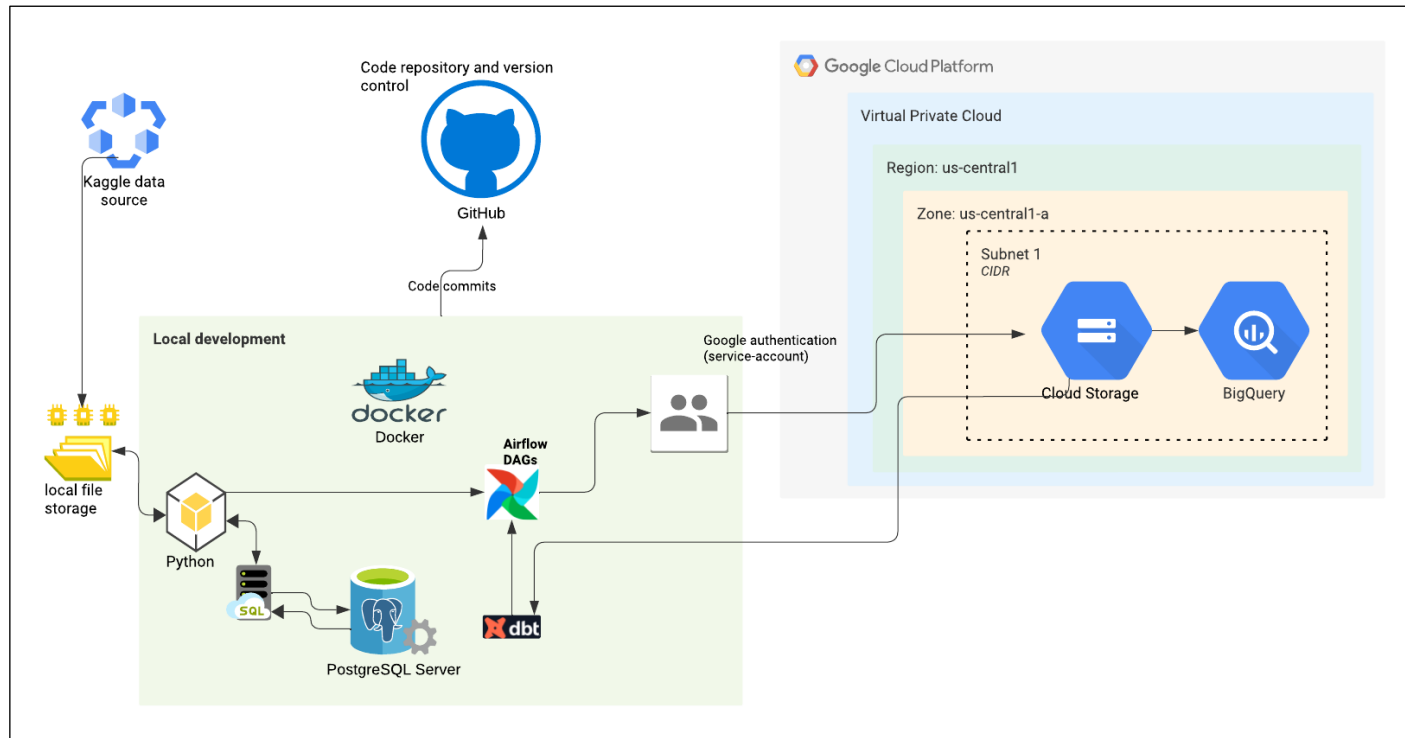 Code repository and version
control
Google Cloud Platform
Virtual Private Cloud
Kaggle data
source
Region: us-central1
GitHub
Zone: us-central1-a
Subnet 1
CIDR
Code commits
Local development
Google authentication
(service-account)
docker
Docker
Cloud Storage
BigQuery
Airflow
DAGs
local file
storage
Python
SQL
dbt
PostgreSQL Server